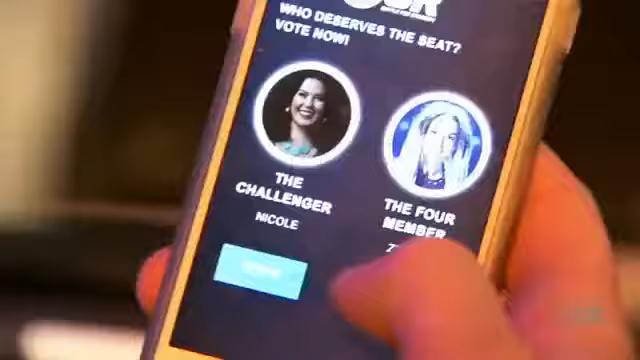 WHO DESERVES THE SEAT?
VOTE NOW!
THE
CHALLENGER
NICOLE
THE FOUR
MEMBER